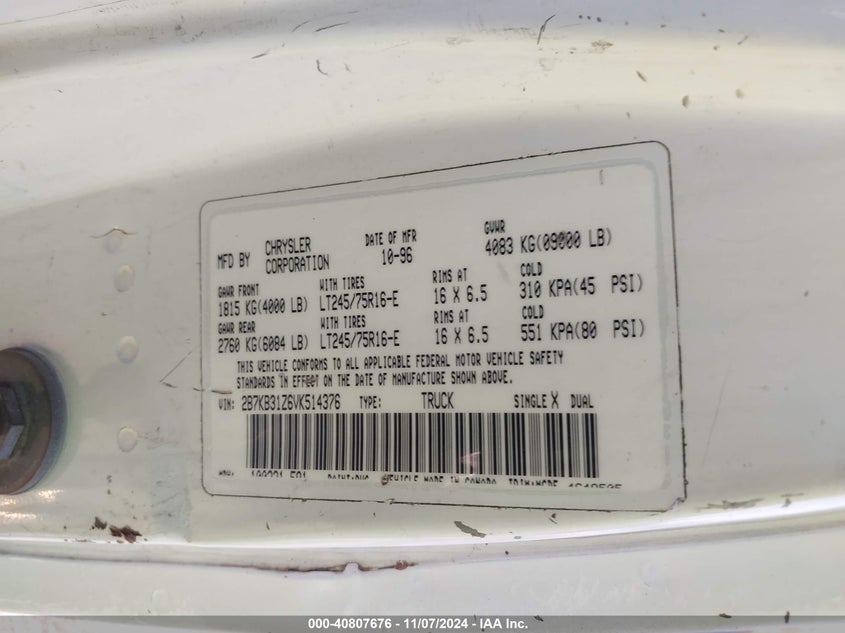 MFD BY CHRYSLER CORPORATION DATE OF MFR 10-96 GVWR 4083 KG(09000 LB)
GAWR FRONT WITH TIRES RIMS AT COLD
1815 KG(4000 LB) LT245/75R16-E 16 X 6.5 310 KPA(45 PSI)
GAWR REAR WITH TIRES RIMS AT COLD
2760 KG(6084 LB) LT245/75R16-E 16 X 6.5 551 KPA(80 PSI)
THIS VEHICLE CONFORMS TO ALL APPLICABLE FEDERAL MOTOR VEHICLE SAFETY
STANDARDS IN EFFECT ON THE DATE OF MANUFACTURE SHOWN ABOVE.
VIN: 2B7KB31Z6VK514376 TYPE: TRUCK SINGLE X DUAL
VEHICLE MADE IN
000-40807676 - 11/07/2024 - IAA Inc.